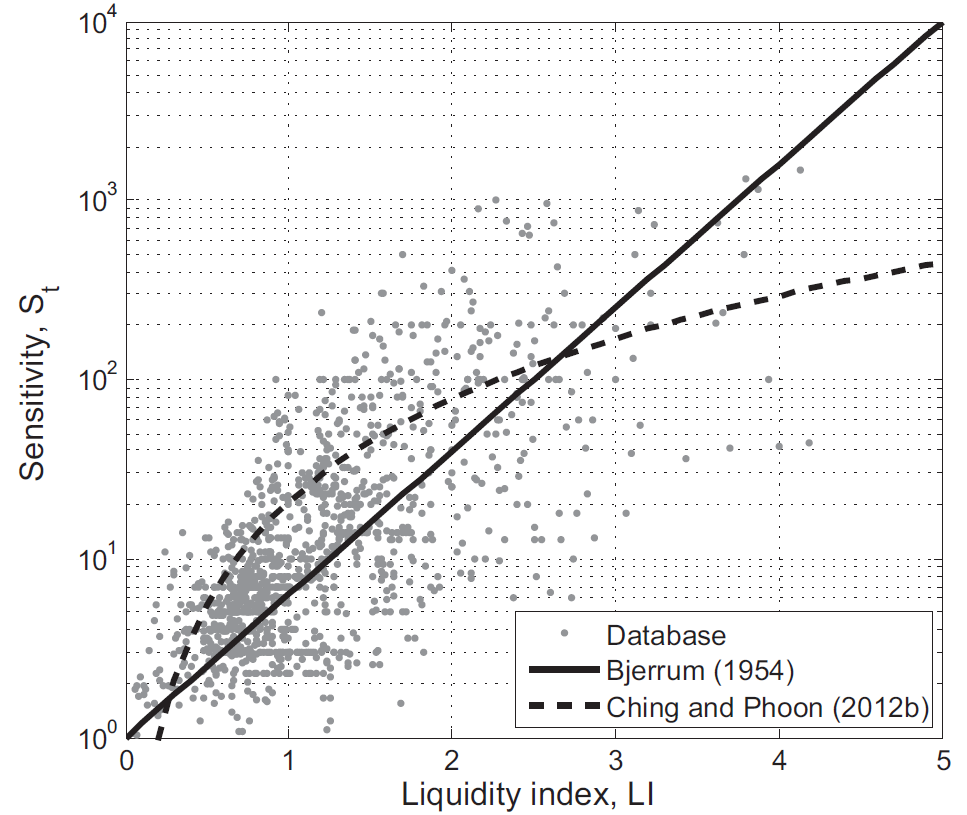 10^4
10^3
10^2
10^1
10^0
Sensitivity, S_t
0 1 2 3 4 5
Liquidity index, LI
Database
Bjerrum (1954)
Ching and Phoon (2012b)